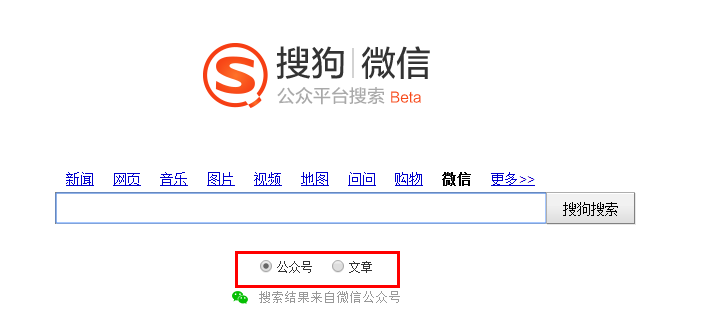 搜狗 微信
公众平台搜索 Beta
新闻 网页 音乐 图片 视频 地图 问问 购物 微信 更多>>
搜狗搜索
公众号 文章
搜索结果来自微信公众号